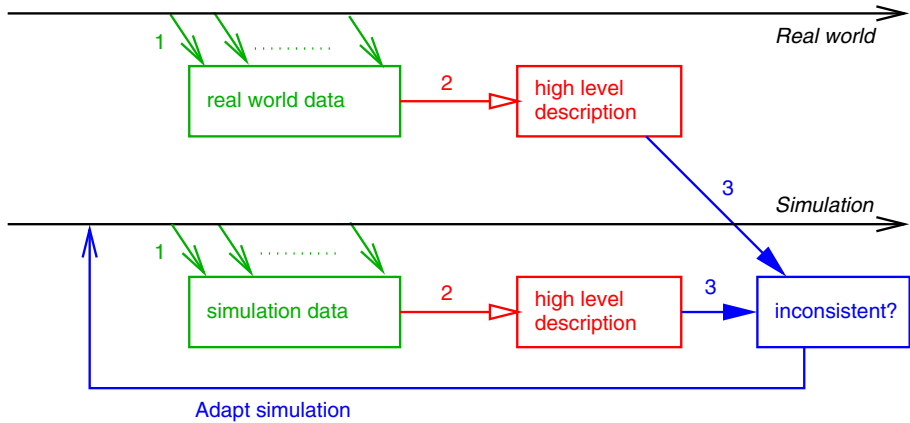 Real world
1
real world data
2
high level
description
3
Simulation
1
simulation data
2
high level
description
3
inconsistent?
Adapt simulation